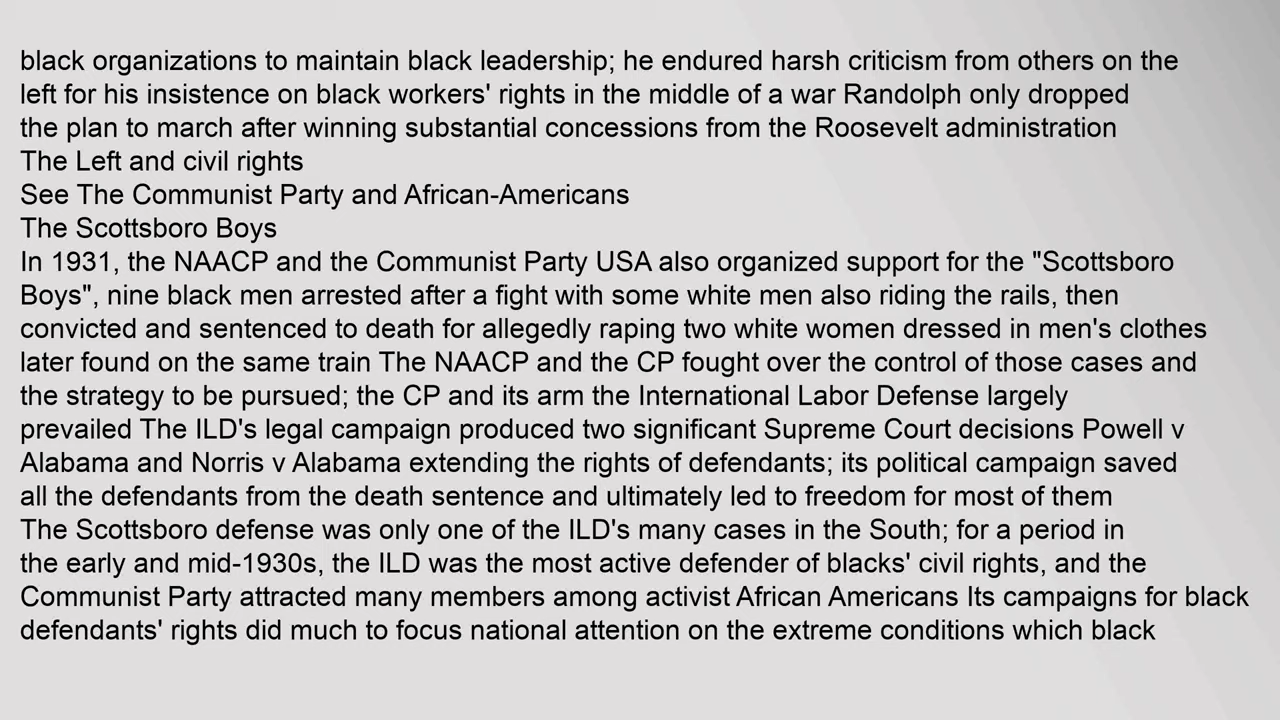 black organizations to maintain black leadership; he endured harsh criticism from others on the
left for his insistence on black workers' rights in the middle of a war Randolph only dropped
the plan to march after winning substantial concessions from the Roosevelt administration
The Left and civil rights
See The Communist Party and African-Americans
The Scottsboro Boys
In 1931, the NAACP and the Communist Party USA also organized support for the "Scottsboro
Boys", nine black men arrested after a fight with some white men also riding the rails, then
convicted and sentenced to death for allegedly raping two white women dressed in men's clothes
later found on the same train The NAACP and the CP fought over the control of those cases and
the strategy to be pursued; the CP and its arm the International Labor Defense largely
prevailed The ILD's legal campaign produced two significant Supreme Court decisions Powell v
Alabama and Norris v Alabama extending the rights of defendants; its political campaign saved
all the defendants from the death sentence and ultimately led to freedom for most of them
The Scottsboro defense was only one of the ILD's many cases in the South; for a period in
the early and mid-1930s, the ILD was the most active defender of blacks' civil rights, and the
Communist Party attracted many members among activist African Americans Its campaigns for black
defendants' rights did much to focus national attention on the extreme conditions which black